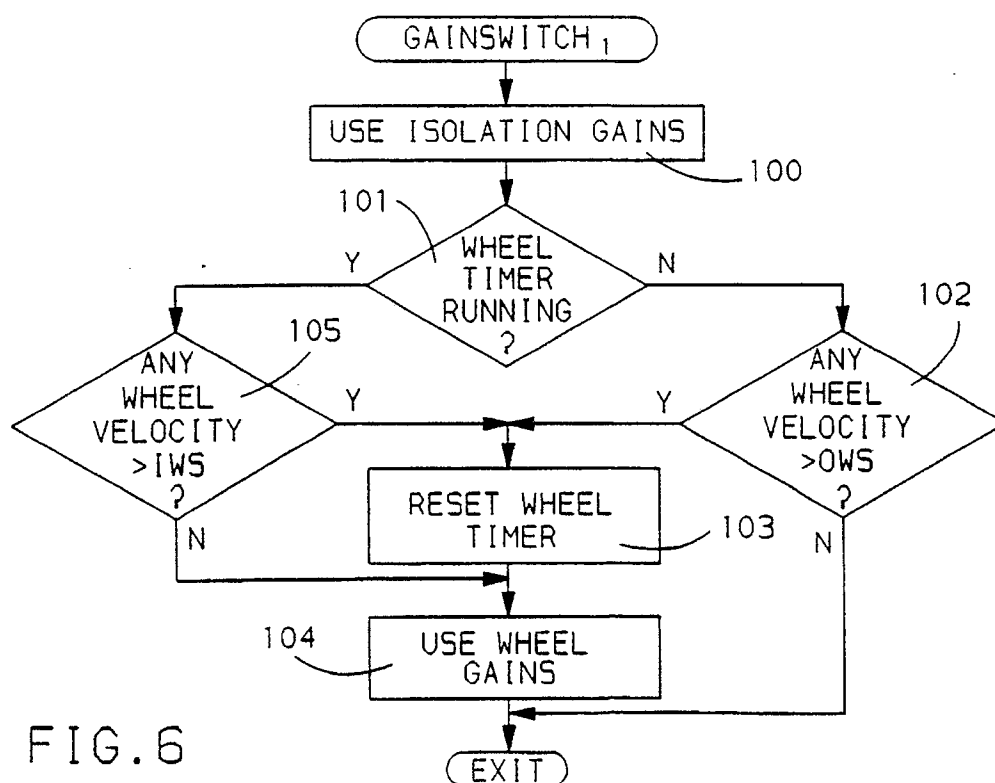 GAINSWITCH1
USE ISOLATION GAINS
100
101
WHEEL
TIMER
RUNNING
?
Y
N
102
105
ANY
WHEEL
VELOCITY
>IWS
?
Y
N
ANY
WHEEL
VELOCITY
>OWS
?
Y
N
RESET WHEEL
TIMER
103
104
USE WHEEL
GAINS
FIG.6
EXIT